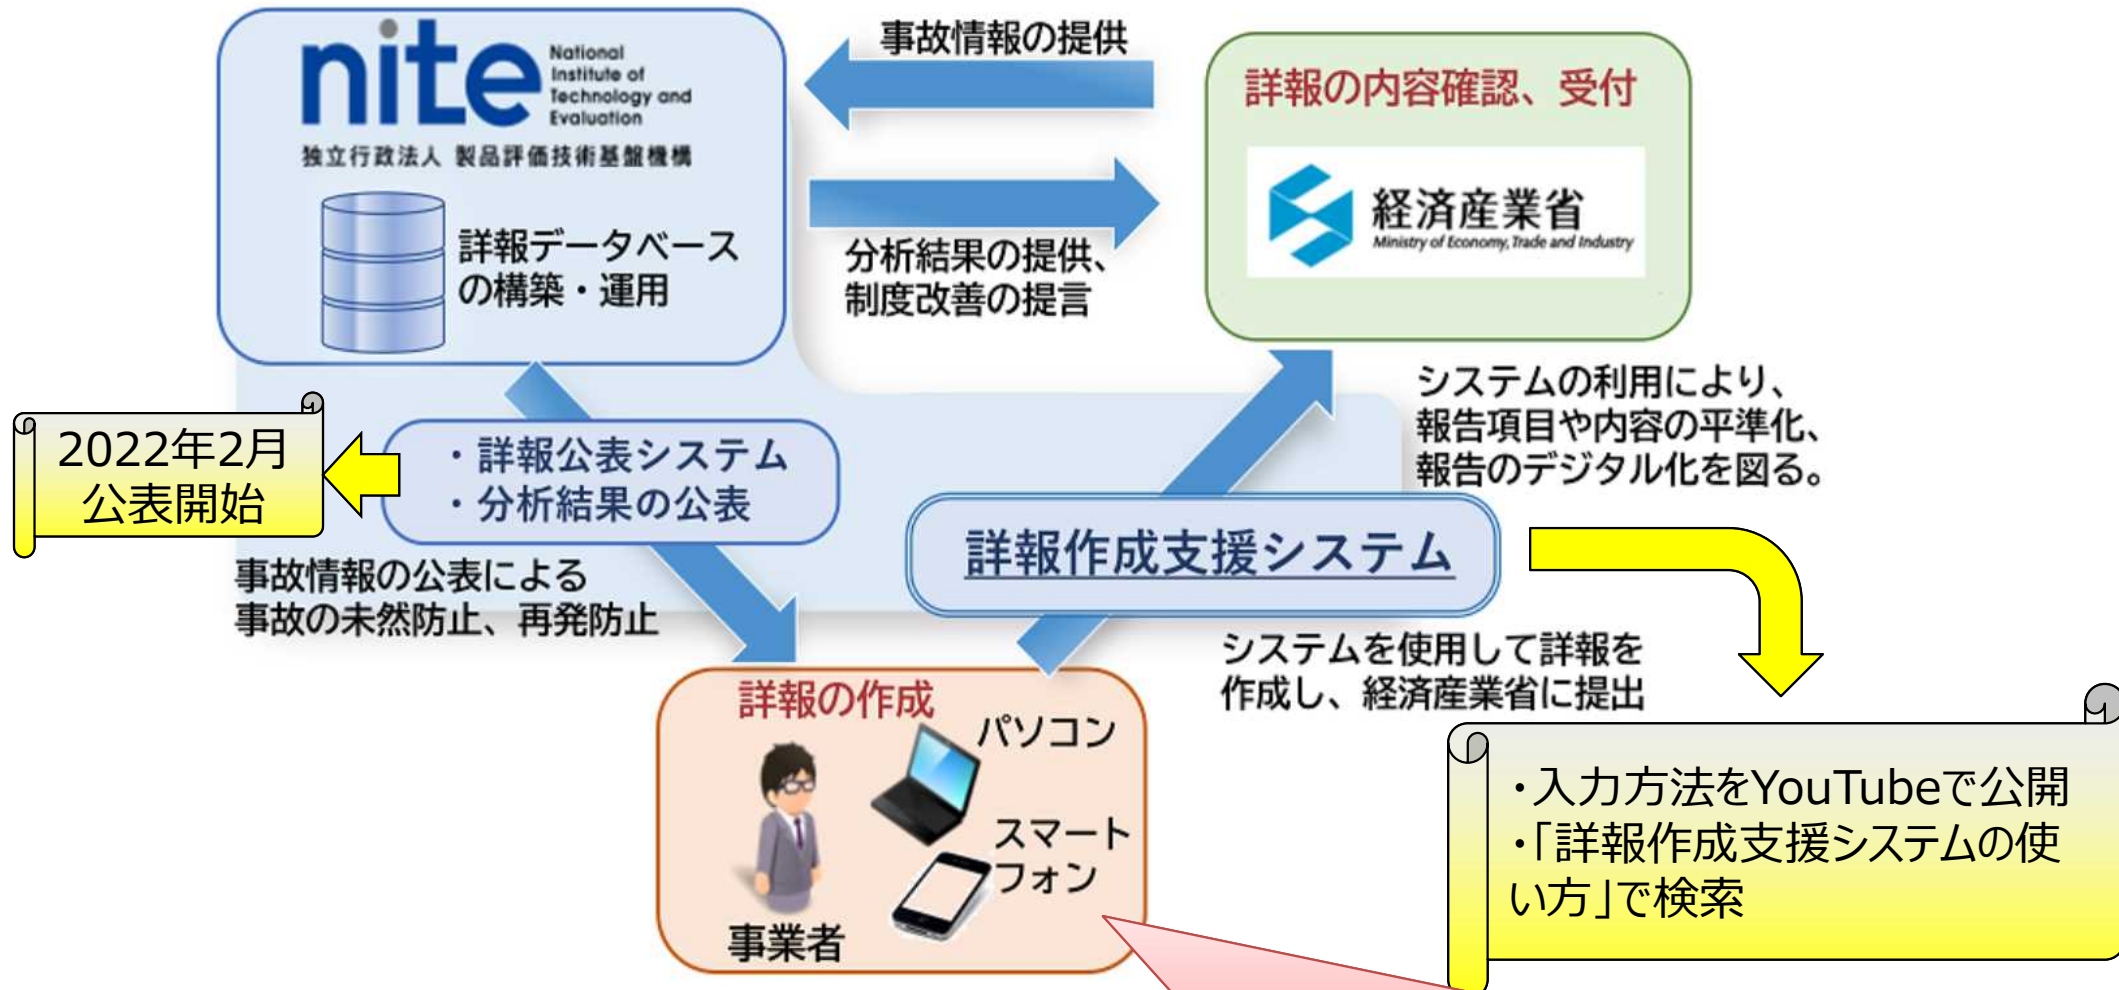 nite
National
Institute of
Technology and
Evaluation
独立行政法人 製品評価技術基盤機構
詳報データベース
の構築・運用
事故情報の提供
分析結果の提供、
制度改善の提言
詳報の内容確認、受付
経済産業省
Ministry of Economy, Trade and Industry
システムの利用により、
報告項目や内容の平準化、
報告のデジタル化を図る。
2022年2月
公表開始
・詳報公表システム
・分析結果の公表
事故情報の公表による
事故の未然防止、再発防止
詳報作成支援システム
システムを使用して詳報を
作成し、経済産業省に提出
詳報の作成
パソコン
スマート
フォン
事業者
・入力方法をYouTubeで公開
・「詳報作成支援システムの使
い方」で検索